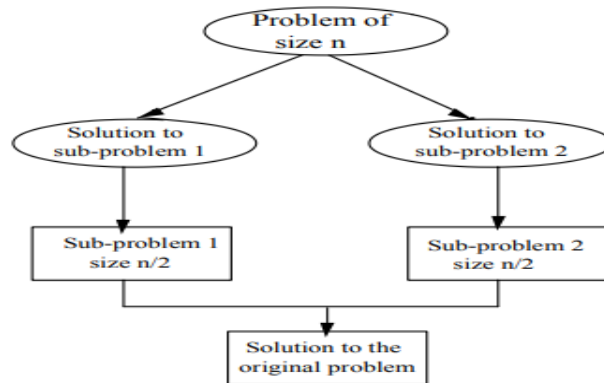 Problem of
size n
Solution to
sub-problem 1
Solution to
sub-problem 2
Sub-problem 1
size n/2
Sub-problem 2
size n/2
Solution to the
original problem